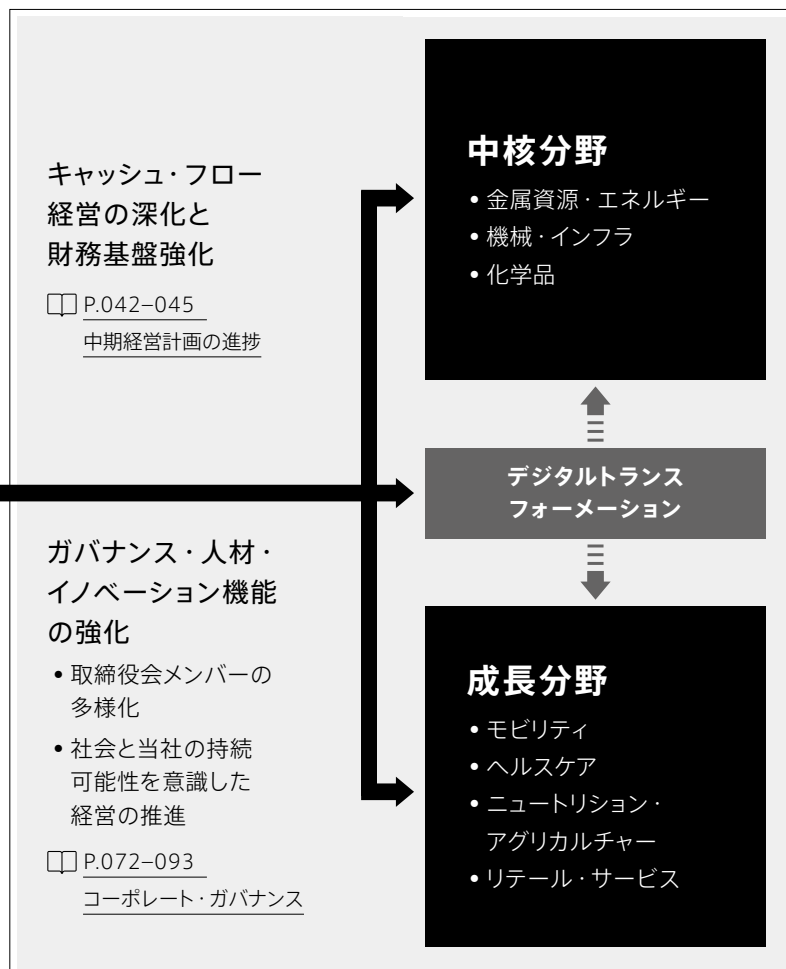 キャッシュ・フロー
経営の深化と
財務基盤強化
P.042–045
中期経営計画の進捗
ガバナンス・人材・
イノベーション機能
の強化
• 取締役会メンバーの
多様化
• 社会と当社の持続
可能性を意識した
経営の推進
P.072–093
コーポレート・ガバナンス
中核分野
• 金属資源・エネルギー
• 機械・インフラ
• 化学品
デジタルトランス
フォーメーション
成長分野
• モビリティ
• ヘルスケア
• ニュートリション・
アグリカルチャー
• リテール・サービス